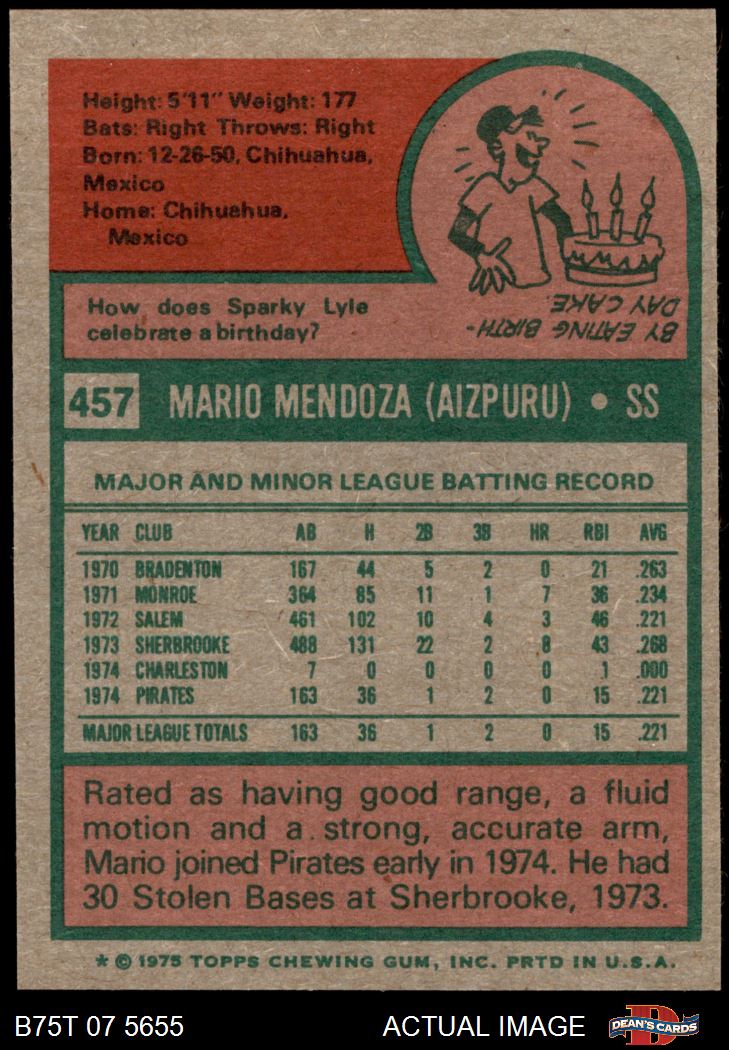 Height: 5'11" Weight: 177
Bats: Right Throws: Right
Born: 12-26-50, Chihuahua,
Mexico
Home: Chihuahua,
Mexico
How does Sparky Lyle
celebrate a birthday?
BY EATING BIRTH-
DAY CAKE.
457 MARIO MENDOZA (AIZPURU) • SS
MAJOR AND MINOR LEAGUE BATTING RECORD
YEAR CLUB AB H 2B 3B HR RBI AVG
1970 BRADENTON 167 44 5 2 0 21 .263
1971 MONROE 364 85 11 1 7 36 .234
1972 SALEM 461 102 10 4 3 46 .221
1973 SHERBROOKE 488 131 22 2 8 43 .268
1974 CHARLESTON 7 0 0 0 0 1 .000
1974 PIRATES 163 36 1 2 0 15 .221
MAJOR LEAGUE TOTALS 163 36 1 2 0 15 .221
Rated as having good range, a fluid
motion and a strong, accurate arm,
Mario joined Pirates early in 1974. He had
30 Stolen Bases at Sherbrooke, 1973.
* © 1975 TOPPS CHEWING GUM, INC. PRTD IN U.S.A.
B75T 07 5655 ACTUAL IMAGE D DEAN'S CARDS